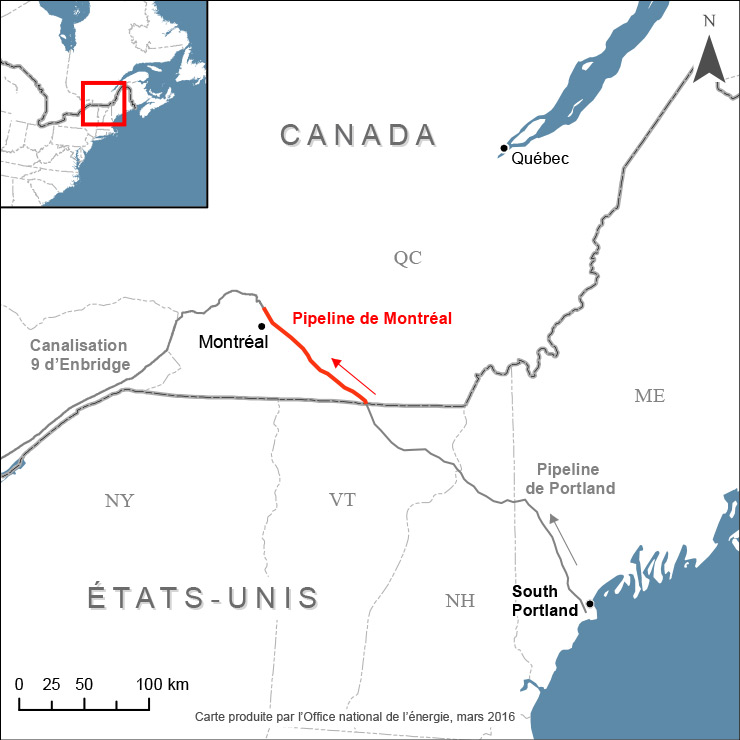 N
CANADA
Québec
QC
Pipeline de Montréal
Canalisation
9 d’Enbridge
Montréal
ME
Pipeline
de Portland
NY
VT
ÉTATS-UNIS
NH
South
Portland
0 25 50 100 km
Carte produite par l’Office national de l’énergie, mars 2016